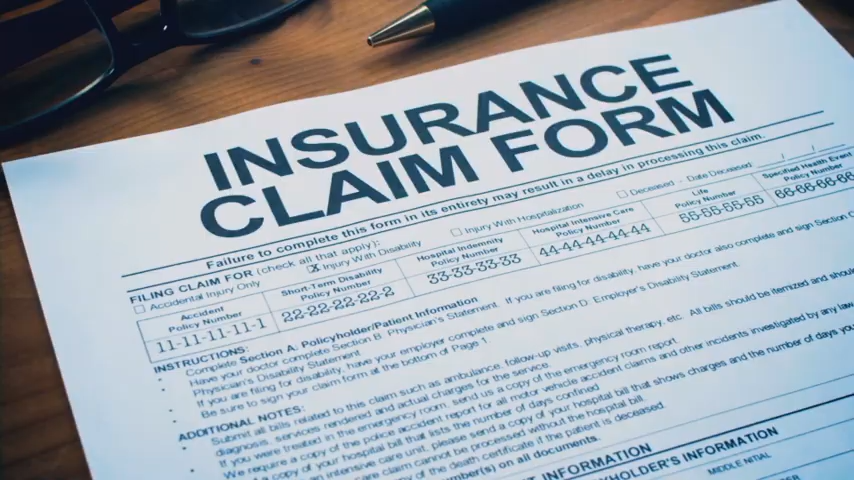 INSURANCE
CLAIM FORM
Failure to complete this form in its entirety may result in a delay in processing this claim.
FILING CLAIM FOR (check all that apply):
Accidental Injury Only
X Injury With Disability
Injury With Hospitalization
Deceased - Date Deceased / /
Accident
Policy Number
11-11-11-11-1
Short-Term Disability
Policy Number
22-22-22-22-2
Hospital Indemnity
Policy Number
33-33-33-33
Hospital Intensive Care
Policy Number
44-44-44-44-44
Life
Policy Number
55-55-55-55
Specified Health Event
Policy Number
66-66-66-66
INSTRUCTIONS:
Complete Section A: Policyholder/Patient Information
Have your doctor complete Section B: Physician's Statement. If you are filing for disability, have your doctor also complete and sign Section C:
Physician's Disability Statement.
If you are filing for disability, have your employer complete and sign Section D: Employer's Disability Statement.
Be sure to sign your claim form at the bottom of Page 1.
ADDITIONAL NOTES:
Submit all bills related to this claim such as ambulance, follow-up visits, physical therapy, etc. All bills should be itemized and should
diagnosis, services rendered and actual charges for the service.
If you were treated in the emergency room, send us a copy of the emergency room report.
We require a copy of the police accident report for all motor vehicle accident claims and other incidents investigated by any law
a copy of your hospital bill that lists the number of days confined
an intensive care unit, please send a copy of your hospital bill that shows charges and the number of days you
care claim cannot be processed without the hospital bill.
of the death certificate if the patient is deceased.
number(s) on all documents.
INFORMATION
HOLDER'S INFORMATION
MIDDLE INITIAL